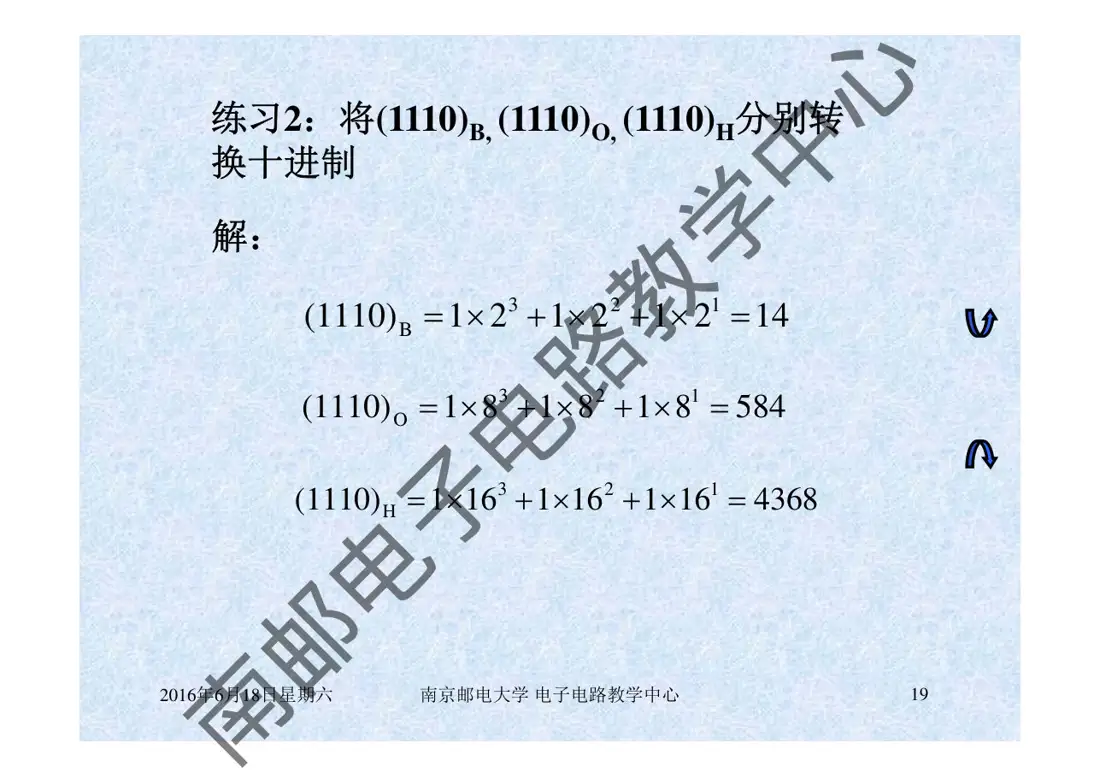 练习2：将(1110)B, (1110)O, (1110)H分别转
换十进制
解：
(1110)B = 1×2³ + 1×2² + 1×2¹ = 14
(1110)O = 1×8³ + 1×8² + 1×8¹ = 584
(1110)H = 1×16³ + 1×16² + 1×16¹ = 4368
南邮电子电路教学中心
2016年6月18日星期六 南京邮电大学 电子电路教学中心 19